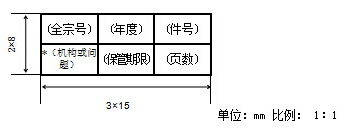 (全宗号) (年度) (件号)
*（机构或问题） (保管期限) (页数)
2×8
3×15
单位：mm 比例： 1：1